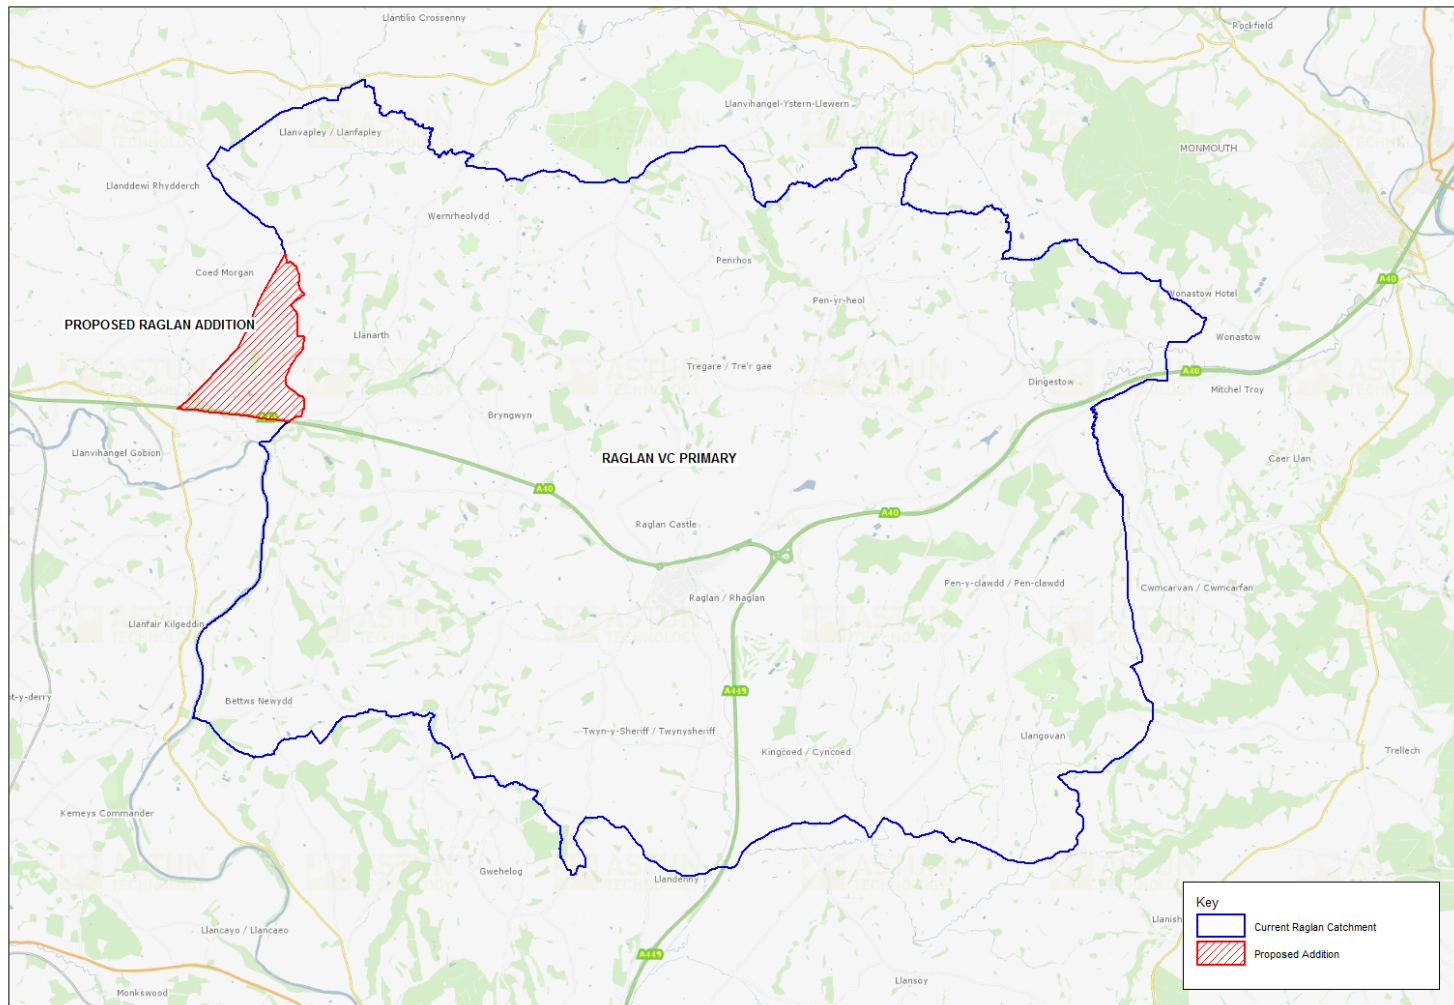 Llantilio Crossenny
Rockfield
Llanvihangel-Ystern-Llewern
Llanvapley / Llanfapley
MONMOUTH
Llanddewi Rhydderch
Wernrheolydd
Penrhos
Coed Morgan
Pen-yr-heol
Wonastow Hotel
A40
PROPOSED RAGLAN ADDITION
Llanarth
Wonastow
Tregare / Tre'r gae
A40
Dingestow
Mitchel Troy
Bryngwyn
A40
Llanvihangel Gobion
RAGLAN VC PRIMARY
Caer Llan
A40
A40
Raglan Castle
Pen-y-clawdd / Pen-clawdd
Cwmcarvan / Cwmcarfan
Raglan / Rhaglan
Llanfair Kilgeddin
A449
ot-y-derry
Bettws Newydd
Twyn-y-Sheriff / Twynysheriff
Kingcoed / Cyncoed
Llangovan
Trellech
Kemeys Commander
Gwehelog
Llandenny
Key
Current Raglan Catchment
Proposed Addition
Llanish
Llancayo / Llancaeo
A449
Llansoy
Monkswood